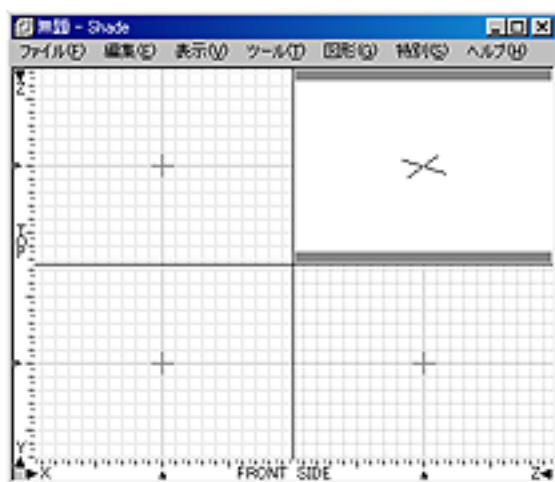 無題 - Shade
ファイル(F) 編集(E) 表示(V) ツール(T) 図形(G) 特別(S) ヘルプ(H)
Z
TOP
Y
X FRONT SIDE Z